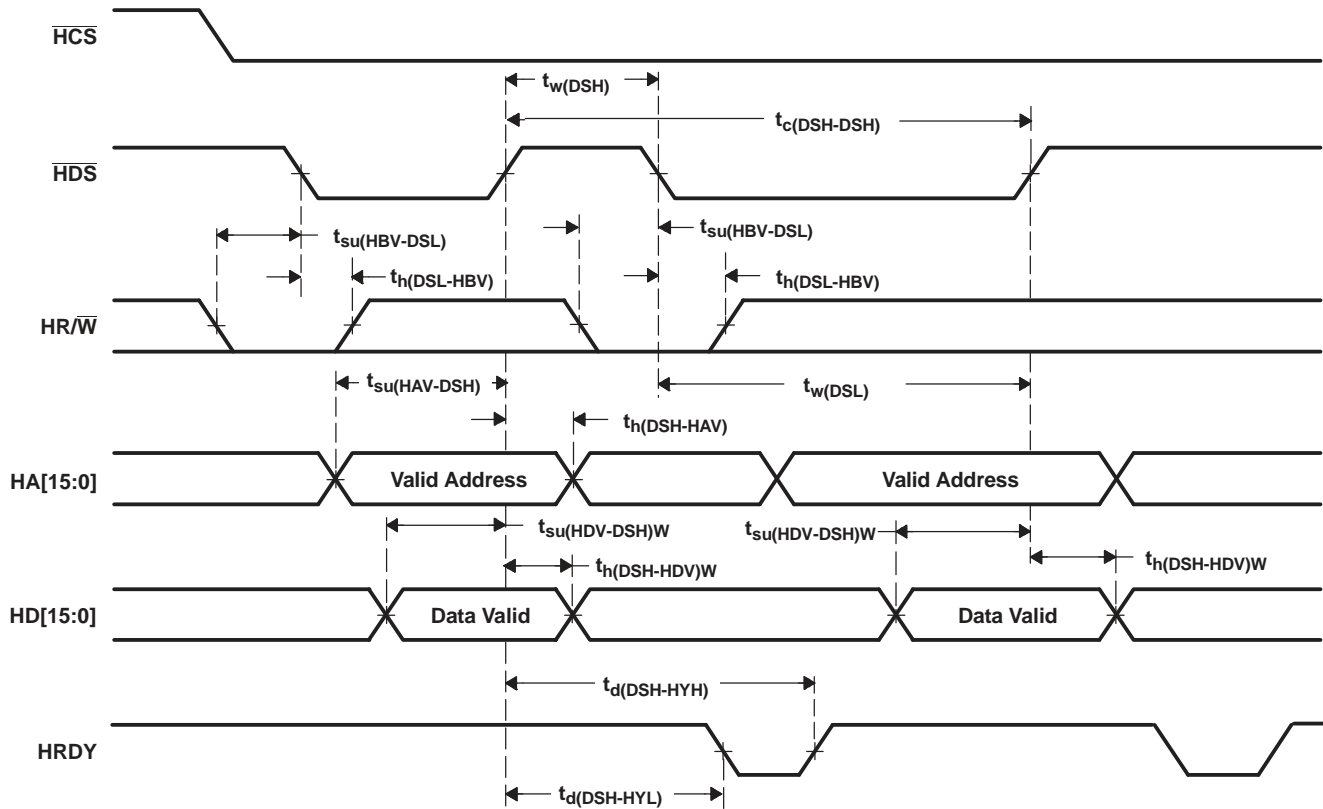 HCS
tw(DSH)
tc(DSH-DSH)
HDS
tsu(HBV-DSL) tsu(HBV-DSL)
th(DSL-HBV) th(DSL-HBV)
HR/W
tsu(HAV-DSH) tw(DSL)
th(DSH-HAV)
HA[15:0] Valid Address Valid Address
tsu(HDV-DSH)W tsu(HDV-DSH)W
th(DSH-HDV)W th(DSH-HDV)W
HD[15:0] Data Valid Data Valid
td(DSH-HYH)
HRDY
td(DSH-HYL)